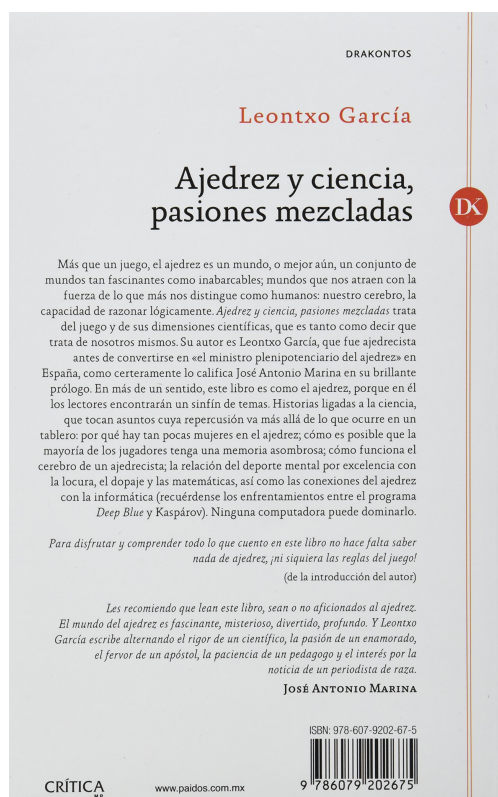 DRAKONTOS
Leontxo García
Ajedrez y ciencia,
pasiones mezcladas
DK
Más que un juego, el ajedrez es un mundo, o mejor aún, un conjunto de
mundos tan fascinantes como inabarcables; mundos que nos atraen con la
fuerza de lo que más nos distingue como humanos: nuestro cerebro, la
capacidad de razonar lógicamente. Ajedrez y ciencia, pasiones mezcladas trata
del juego y de sus dimensiones científicas, que es tanto como decir que
trata de nosotros mismos. Su autor es Leontxo García, que fue ajedrecista
antes de convertirse en «el ministro plenipotenciario del ajedrez» en
España, como certeramente lo califica José Antonio Marina en su brillante
prólogo. En más de un sentido, este libro es como el ajedrez, porque en él
los lectores encontrarán un sinfín de temas. Historias ligadas a la ciencia,
que tocan asuntos cuya repercusión va más allá de lo que ocurre en un
tablero: por qué hay tan pocas mujeres en el ajedrez; cómo es posible que la
mayoría de los jugadores tenga una memoria asombrosa; cómo funciona el
cerebro de un ajedrecista; la relación del deporte mental por excelencia con
la locura, el dopaje y las matemáticas, así como las conexiones del ajedrez
con la informática (recuérdense los enfrentamientos entre el programa
Deep Blue y Kaspárov). Ninguna computadora puede dominarlo.
Para disfrutar y comprender todo lo que cuento en este libro no hace falta saber
nada de ajedrez, ¡ni siquiera las reglas del juego!
(de la introducción del autor)
Les recomiendo que lean este libro, sean o no aficionados al ajedrez.
El mundo del ajedrez es fascinante, misterioso, divertido, profundo. Y Leontxo
García escribe alternando el rigor de un científico, la pasión de un enamorado,
el fervor de un apóstol, la paciencia de un pedagogo y el interés por la
noticia de un periodista de raza.
JOSÉ ANTONIO MARINA
ISBN: 978-607-9202-67-5
9 786079 202675
CRÍTICA
M.R.
www.paidos.com.mx